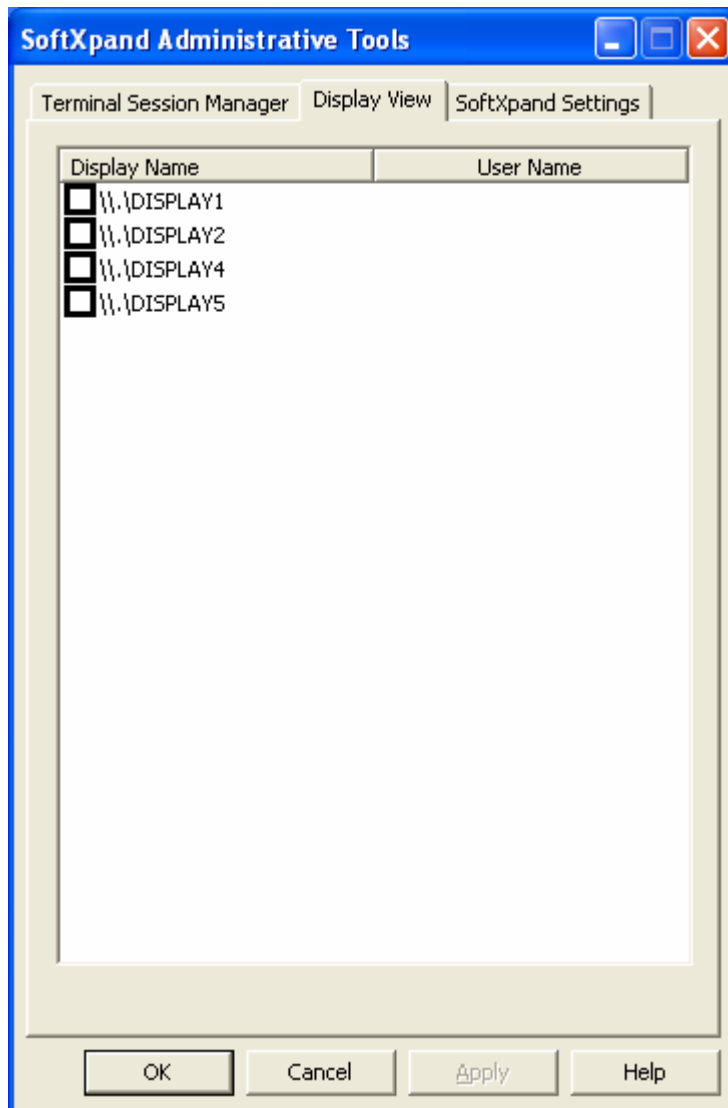 SoftXpand Administrative Tools
Terminal Session Manager Display View SoftXpand Settings
Display Name User Name
\\.\DISPLAY1
\\.\DISPLAY2
\\.\DISPLAY4
\\.\DISPLAY5
OK Cancel Apply Help